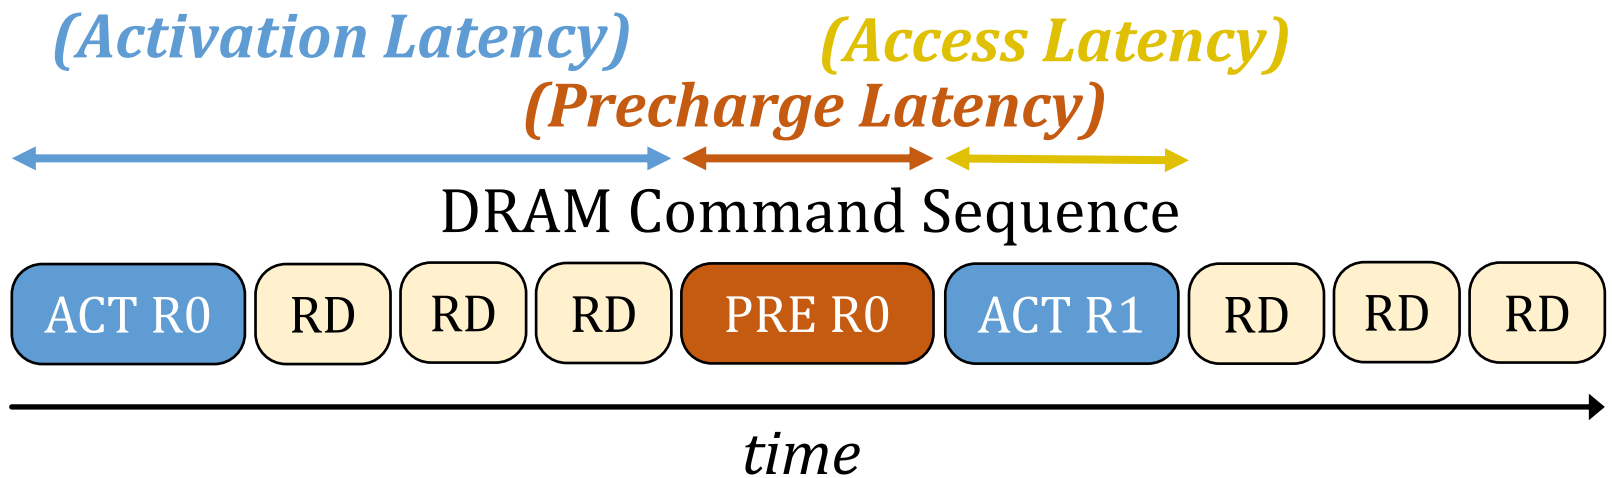 (Activation Latency)
(Access Latency)
(Precharge Latency)
DRAM Command Sequence
ACT R0 RD RD RD PRE R0 ACT R1 RD RD RD
time